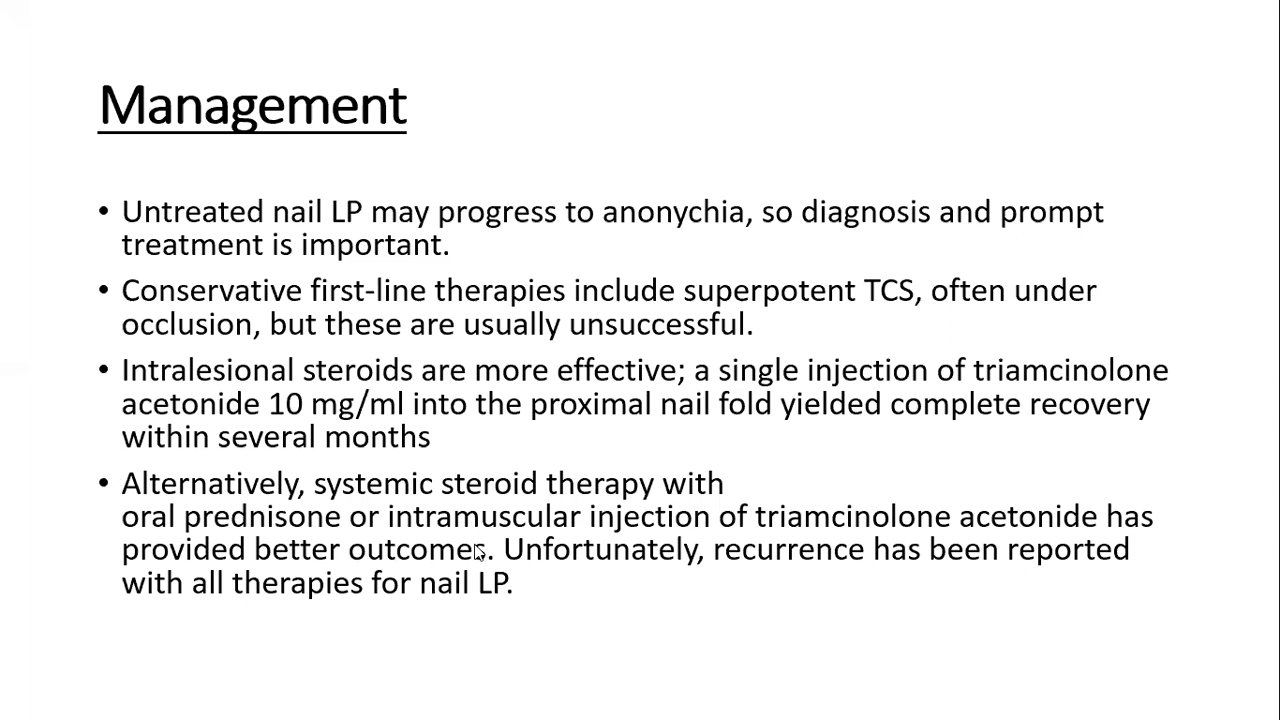 Management
• Untreated nail LP may progress to anonychia, so diagnosis and prompt
treatment is important.
• Conservative first-line therapies include superpotent TCS, often under
occlusion, but these are usually unsuccessful.
• Intralesional steroids are more effective; a single injection of triamcinolone
acetonide 10 mg/ml into the proximal nail fold yielded complete recovery
within several months
• Alternatively, systemic steroid therapy with
oral prednisone or intramuscular injection of triamcinolone acetonide has
provided better outcomes. Unfortunately, recurrence has been reported
with all therapies for nail LP.